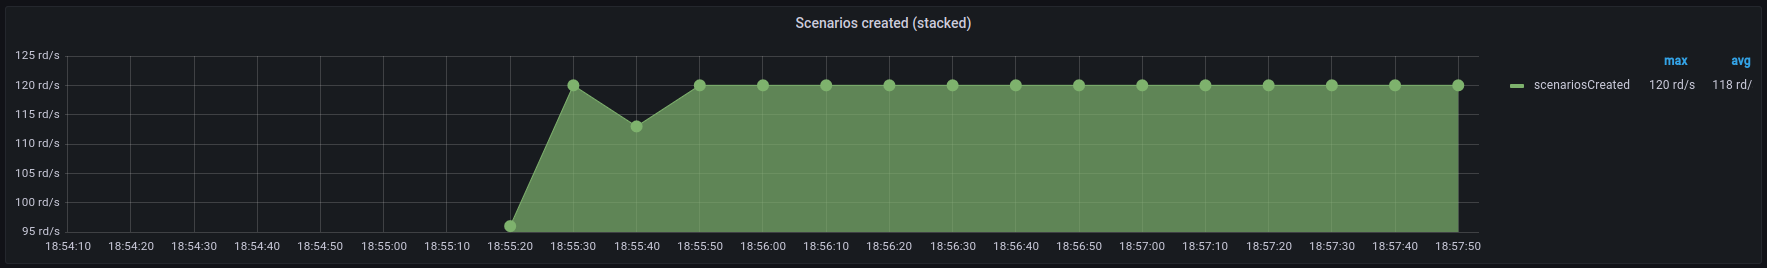 Scenarios created (stacked)
125 rd/s
120 rd/s
115 rd/s
110 rd/s
105 rd/s
100 rd/s
95 rd/s
18:54:10 18:54:20 18:54:30 18:54:40 18:54:50 18:55:00 18:55:10 18:55:20 18:55:30 18:55:40 18:55:50 18:56:00 18:56:10 18:56:20 18:56:30 18:56:40 18:56:50 18:57:00 18:57:10 18:57:20 18:57:30 18:57:40 18:57:50
max avg
scenariosCreated 120 rd/s 118 rd/